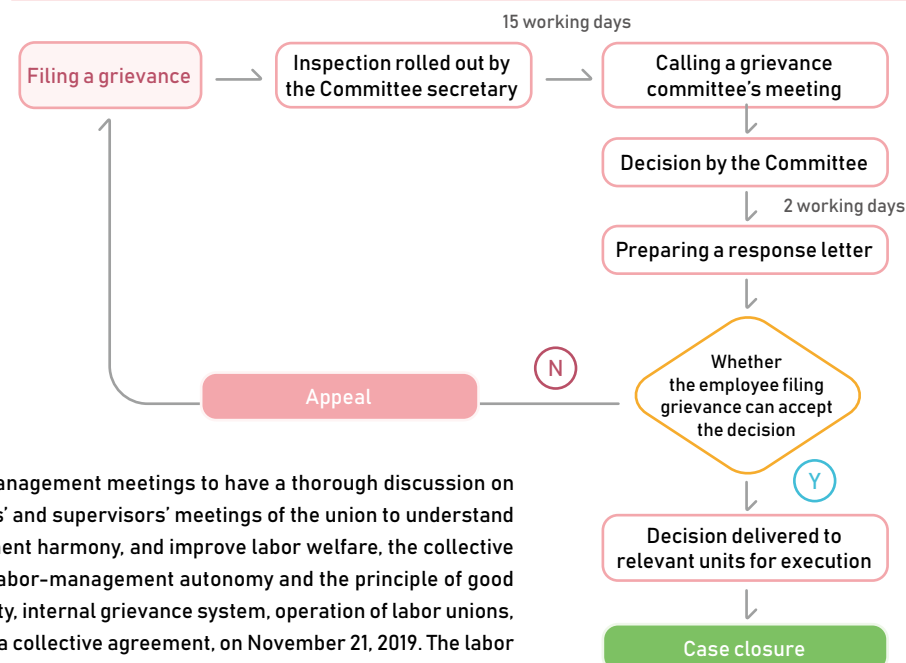 15 working days
Filing a grievance
Inspection rolled out by
the Committee secretary
Calling a grievance
committee's meeting
Decision by the Committee
2 working days
Preparing a response letter
Whether
the employee filing
grievance can accept
the decision
N
Appeal
Y
Decision delivered to
relevant units for execution
Case closure
anagement meetings to have a thorough discussion on
s' and supervisors' meetings of the union to understand
ment harmony, and improve labor welfare, the collective
abor-management autonomy and the principle of good
ty, internal grievance system, operation of labor unions,
a collective agreement, on November 21, 2019. The labor